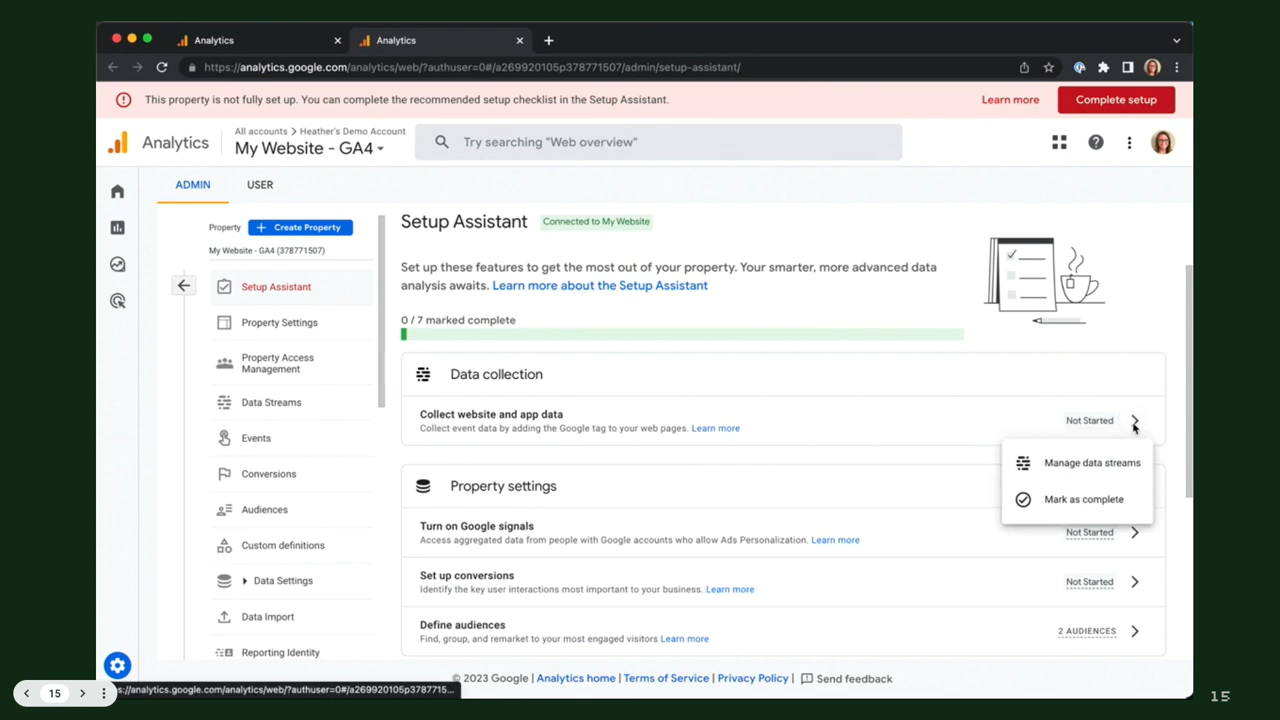 Analytics
Analytics
https://analytics.google.com/analytics/web/?authuser=0#/a269920105p378771507/admin/setup-assistant/
This property is not fully set up. You can complete the recommended setup checklist in the Setup Assistant.
Learn more
Complete setup
Analytics
All accounts > Heather's Demo Account
My Website - GA4
Try searching "Web overview"
ADMIN
USER
Property
+ Create Property
My Website - GA4 (378771507)
Setup Assistant
Property Settings
Property Access
Management
Data Streams
Events
Conversions
Audiences
Custom definitions
Data Settings
Data Import
Reporting Identity
Setup Assistant
Connected to My Website
Set up these features to get the most out of your property. Your smarter, more advanced data
analysis awaits. Learn more about the Setup Assistant
0 / 7 marked complete
Data collection
Collect website and app data
Collect event data by adding the Google tag to your web pages. Learn more
Not Started
Manage data streams
Mark as complete
Property settings
Turn on Google signals
Access aggregated data from people with Google accounts who allow Ads Personalization. Learn more
Not Started
Set up conversions
Identify the key user interactions most important to your business. Learn more
Not Started
Define audiences
Find, group, and remarket to your most engaged visitors Learn more
2 AUDIENCES
© 2023 Google | Analytics home | Terms of Service | Privacy Policy | Send feedback
s://analytics.google.com/analytics/web/?authuser=0#/a269920105p3787715...
15
15